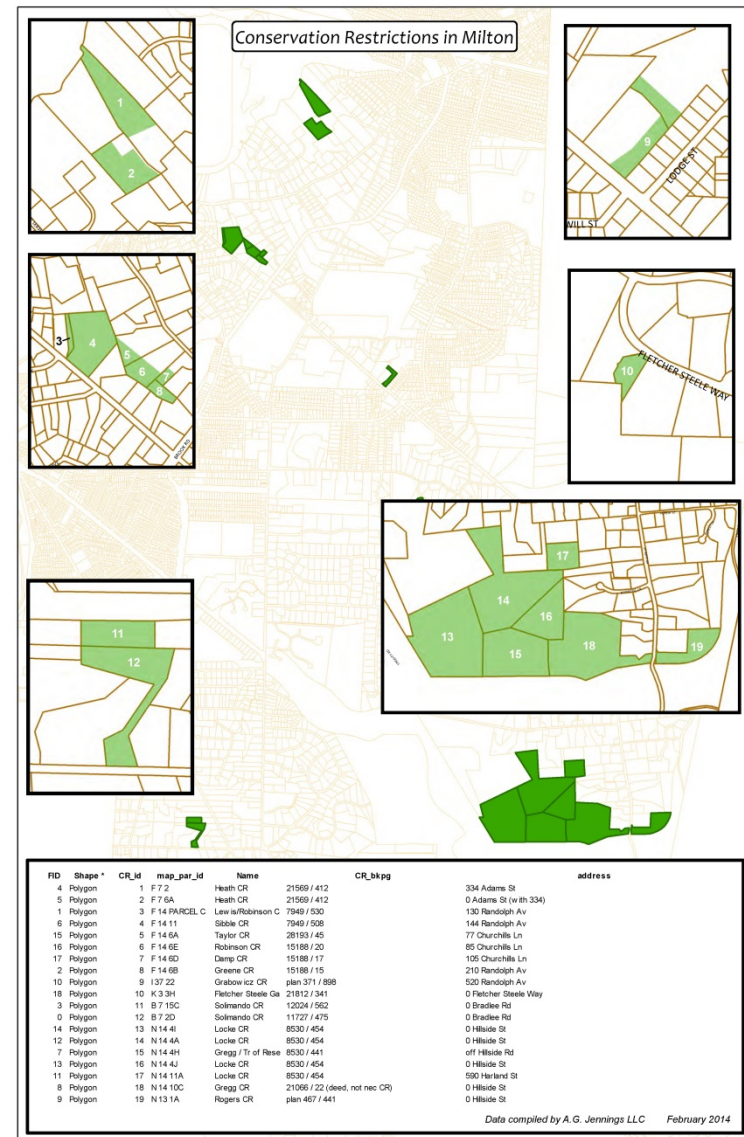 Conservation Restrictions in Milton
1
2
9
LODGE ST
WILL ST
3
4
5
6
7
8
BROOK RD
10
FLETCHER STEELE WAY
11
12
13
14
15
16
17
18
19
FID Shape * CR_id map_par_id Name CR_bkpg address
4 Polygon 1 F 7 2 Heath CR 21569 / 412 334 Adams St
5 Polygon 2 F 7 6A Heath CR 21569 / 412 0 Adams St (with 334)
1 Polygon 3 F 14 PARCEL C Lewis/Robinson C 7949 / 530 130 Randolph Av
6 Polygon 4 F 14 11 Sibble CR 7949 / 508 144 Randolph Av
15 Polygon 5 F 14 6A Taylor CR 28193 / 45 77 Churchills Ln
16 Polygon 6 F 14 6E Robinson CR 15188 / 20 85 Churchills Ln
17 Polygon 7 F 14 6D Damp CR 15188 / 17 105 Churchills Ln
2 Polygon 8 F 14 6B Greene CR 15188 / 15 210 Randolph Av
10 Polygon 9 I 37 22 Grabowicz CR plan 371 / 898 520 Randolph Av
18 Polygon 10 K 3 3H Fletcher Steele Ga 21812 / 341 0 Fletcher Steele Way
3 Polygon 11 B 7 15C Solimando CR 12024 / 562 0 Bradlee Rd
0 Polygon 12 B 7 2D Solimando CR 11727 / 475 0 Bradlee Rd
14 Polygon 13 N 14 4I Locke CR 8530 / 454 0 Hillside St
12 Polygon 14 N 14 4A Locke CR 8530 / 454 0 Hillside St
7 Polygon 15 N 14 4H Gregg / Tr of Rese 8530 / 441 off Hillside Rd
13 Polygon 16 N 14 4J Locke CR 8530 / 454 0 Hillside St
11 Polygon 17 N 14 11A Locke CR 8530 / 454 590 Harland St
8 Polygon 18 N 14 10C Gregg CR 21066 / 22 (deed, not nec CR) 0 Hillside St
9 Polygon 19 N 13 1A Rogers CR plan 467 / 441 0 Hillside St
Data compiled by A.G. Jennings LLC February 2014